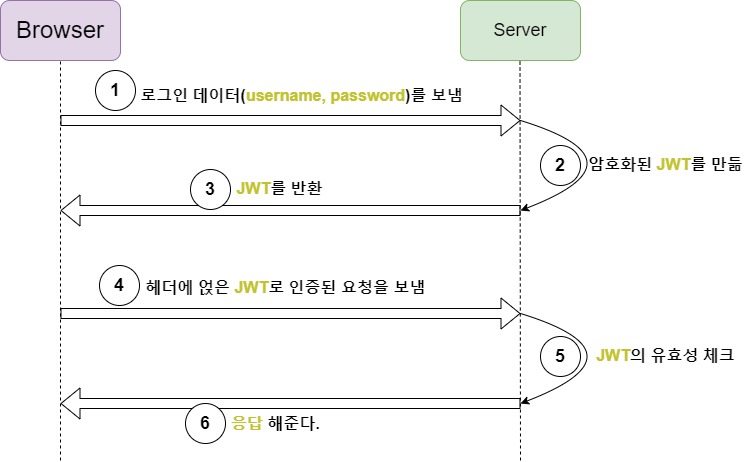 Browser
Server
1
로그인 데이터(username, password)를 보냄
2
암호화된 JWT를 만듦
3
JWT를 반환
4
헤더에 얹은 JWT로 인증된 요청을 보냄
5
JWT의 유효성 체크
6
응답 해준다.